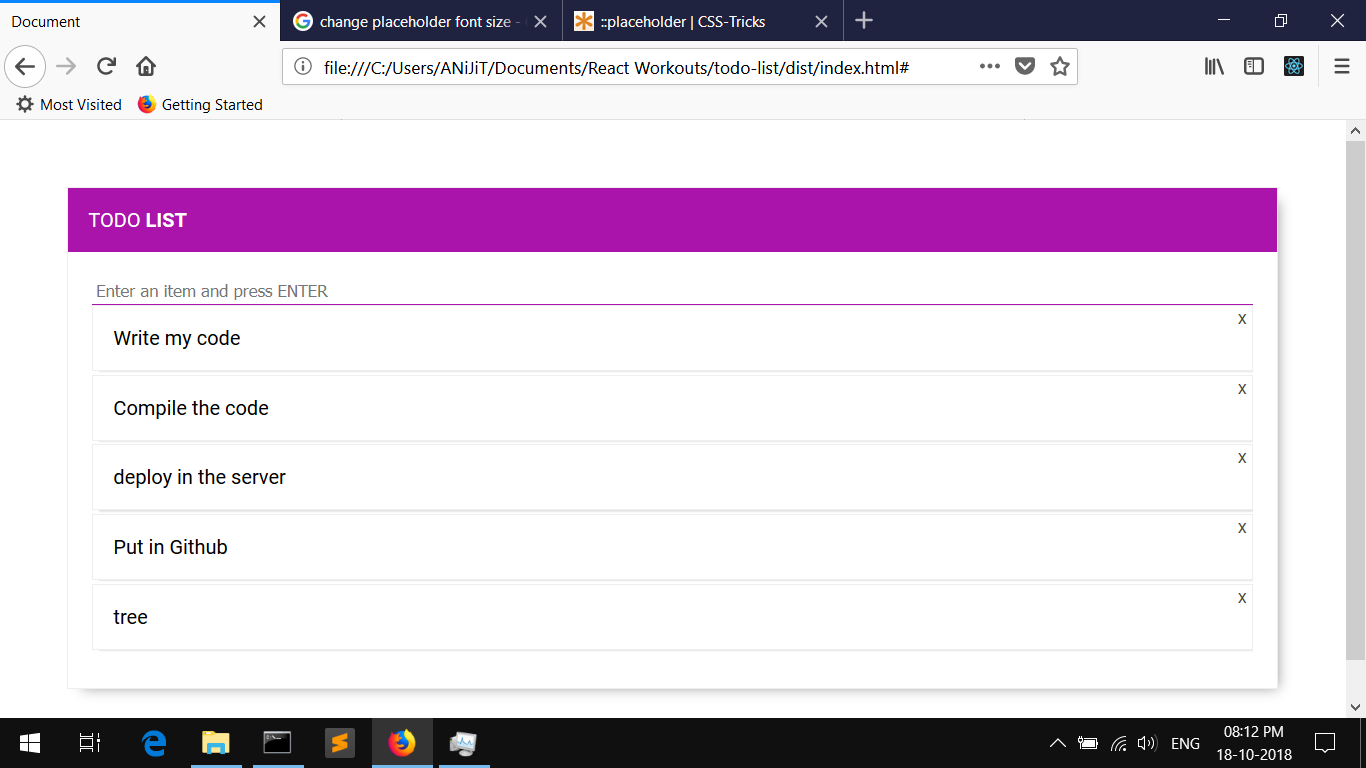 Document
change placeholder font size -
::placeholder | CSS-Tricks
file:///C:/Users/ANiJiT/Documents/React Workouts/todo-list/dist/index.html#
Most Visited
Getting Started
TODO LIST
Enter an item and press ENTER
Write my code
X
Compile the code
X
deploy in the server
X
Put in Github
X
tree
X
ENG
08:12 PM
18-10-2018